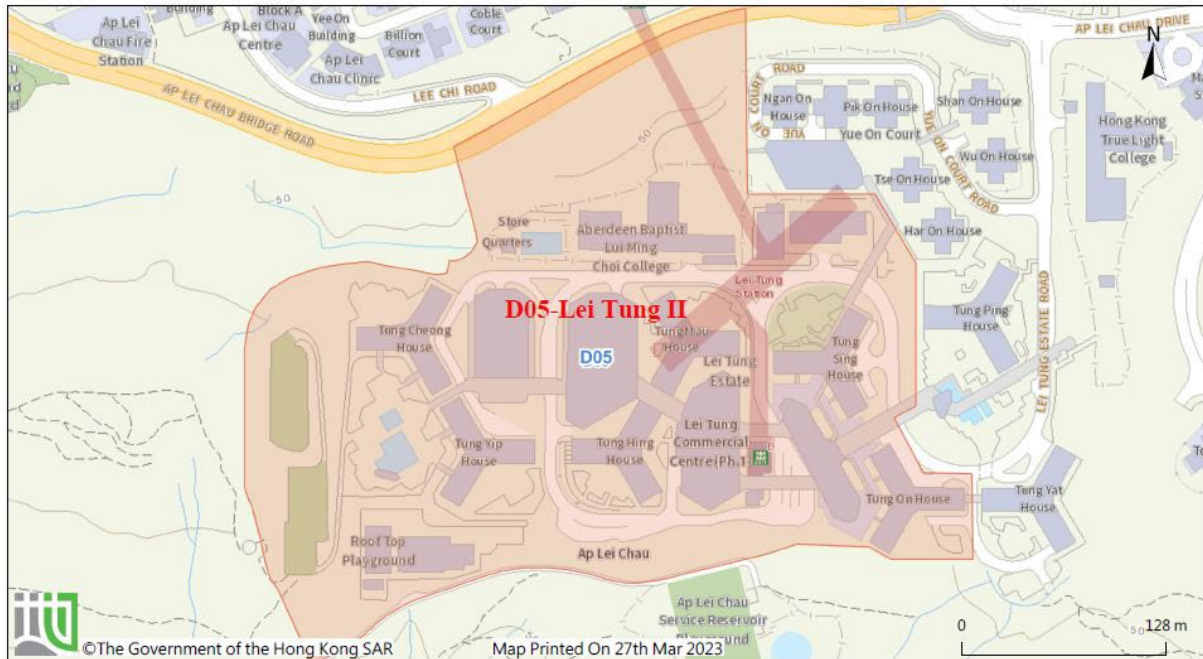 Building
Block A
Ap Lei Chau
Centre
Yee On
Building
Coble
Court
Billion
Court
Ap Lei
Chau Fire
Station
Ap Lei
Chau Clinic
LEE CHI ROAD
AP LEI CHAU BRIDGE ROAD
AP LEI CHAU DRIVE
N
YUE ON COURT ROAD
Ngan On
House
Pik On House
Shan On House
Yue On Court
YUE ON COURT ROAD
Wu On House
Tse On House
Har On House
Hong Kong
True Light
College
50
50
Store
Quarters
Aberdeen Baptist
Lui Ming
Choi College
Lei Tung
Station
D05-Lei Tung II
D05
Tung Cheong
House
Tung Mau
House
Lei Tung
Estate
Tung
Sing
House
Tung Ping
House
LEI TUNG ESTATE ROAD
Tung Yip
House
Tung Hing
House
Lei Tung
Commercial
Centre(Ph.1
B
Tung On House
Tung Yat
House
Roof Top
Playground
Ap Lei Chau
Ap Lei Chau
Service Reservoir
Playground
0
128 m
50
©The Government of the Hong Kong SAR
Map Printed On 27th Mar 2023